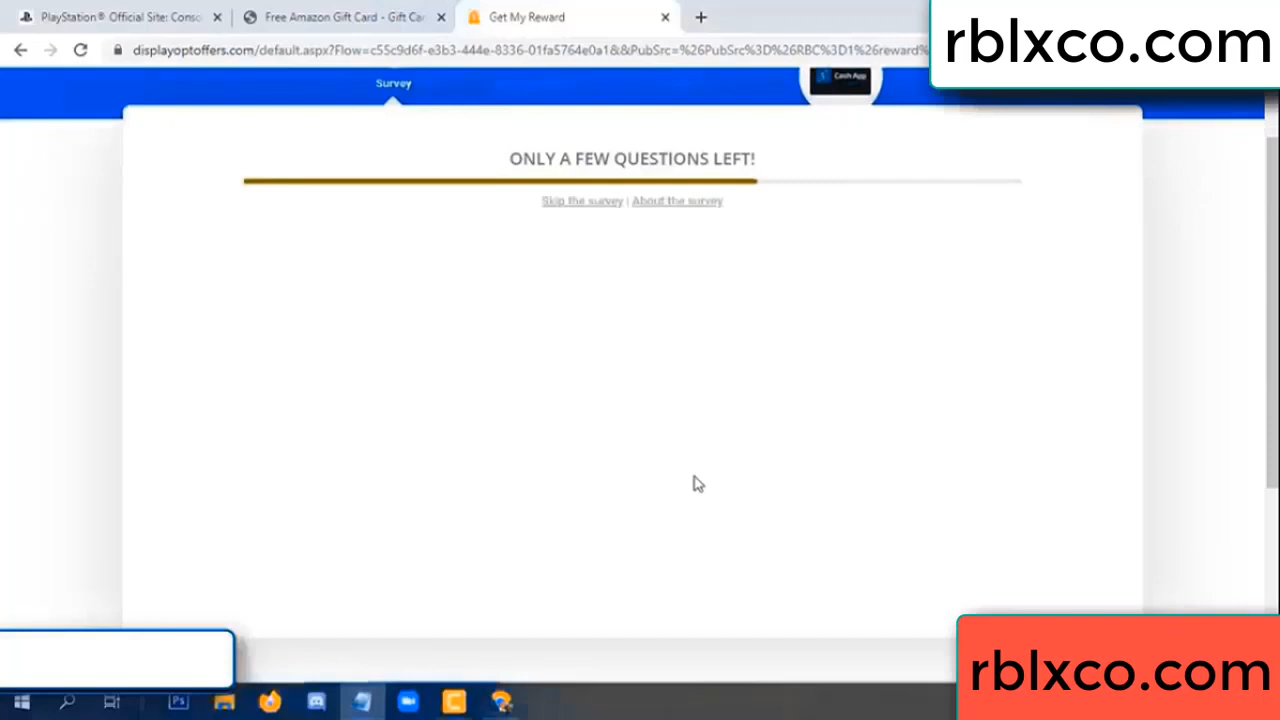 PlayStation® Official Site: Conso
Free Amazon Gift Card - Gift Car
Get My Reward
rblxco.com
displayoptoffers.com/default.aspx?Flow=c55c9d6f-e3b3-444e-8336-01fa5764e0a1&&PubSrc=%26PubSrc%3D%26RBC%3D1%26reward%
Survey
Cash App
ONLY A FEW QUESTIONS LEFT!
Skip the survey | About the survey
rblxco.com
Ps